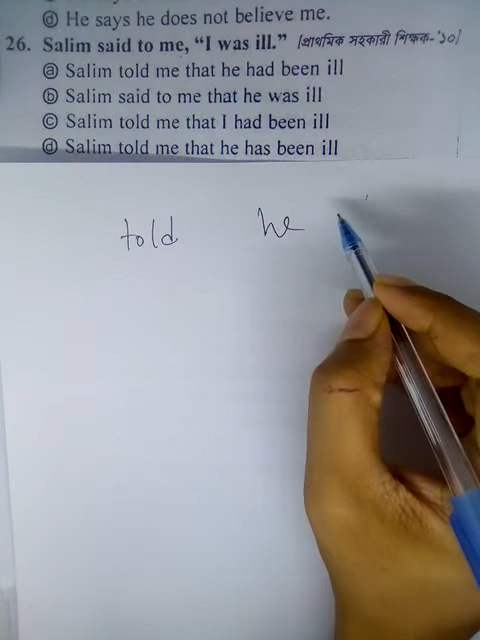 ⓓ He says he does not believe me.
26. Salim said to me, “I was ill.” [প্রাথমিক সহকারী শিক্ষক-’১০]
ⓐ Salim told me that he had been ill
ⓑ Salim said to me that he was ill
ⓒ Salim told me that I had been ill
ⓓ Salim told me that he has been ill
told he